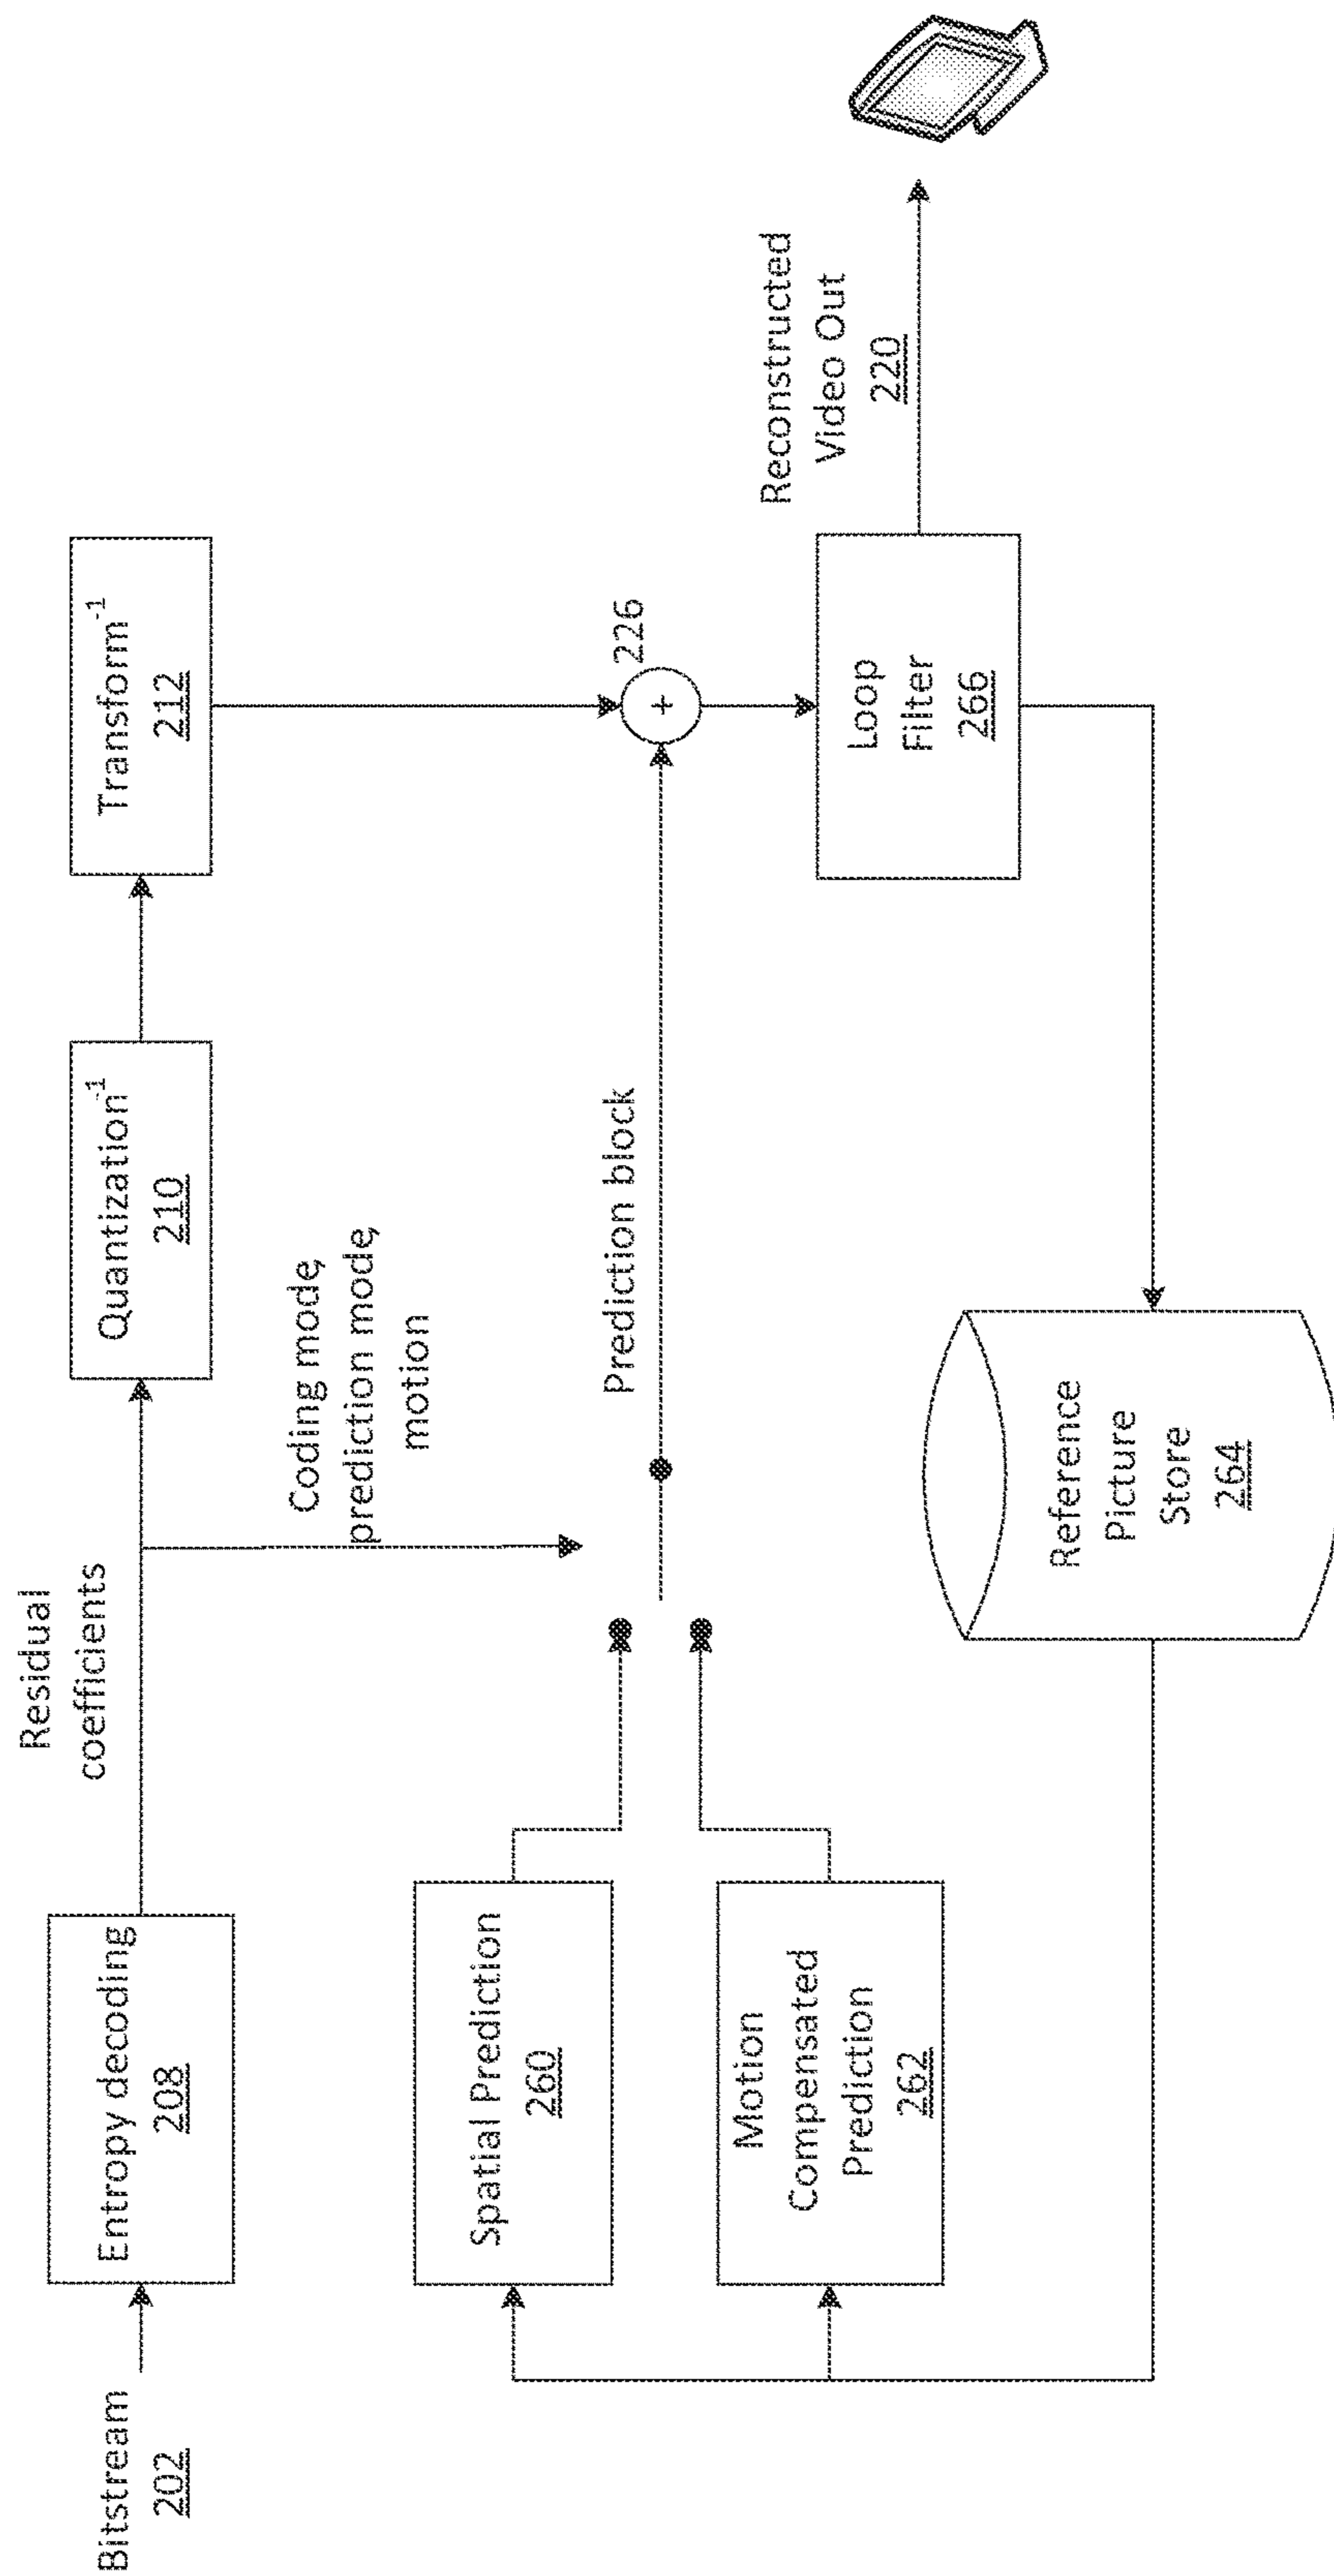 Bitstream
202
Entropy decoding
208
Residual
coefficients
Quantization-1
210
Transform-1
212
Coding mode,
prediction mode,
motion
Spatial Prediction
260
Motion
Compensated
Prediction
262
Prediction block
226
+
Loop
Filter
266
Reconstructed
Video Out
220
Reference
Picture
Store
264